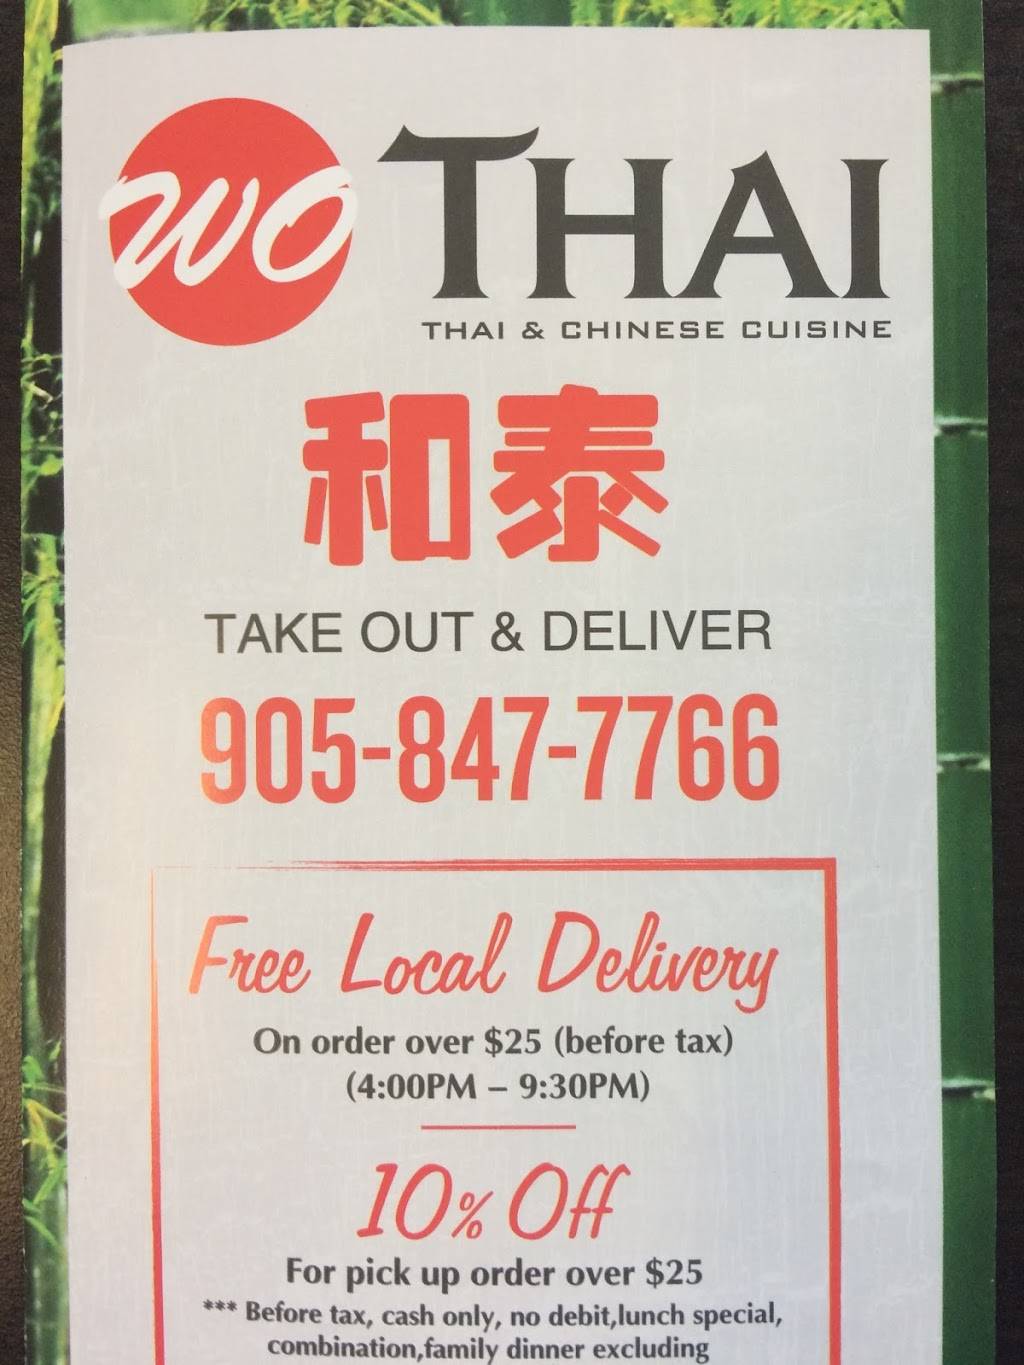 WO THAI
THAI & CHINESE CUISINE
和泰
TAKE OUT & DELIVER
905-847-7766
Free Local Delivery
On order over $25 (before tax)
(4:00PM – 9:30PM)
10% Off
For pick up order over $25
*** Before tax, cash only, no debit,lunch special,
combination,family dinner excluding